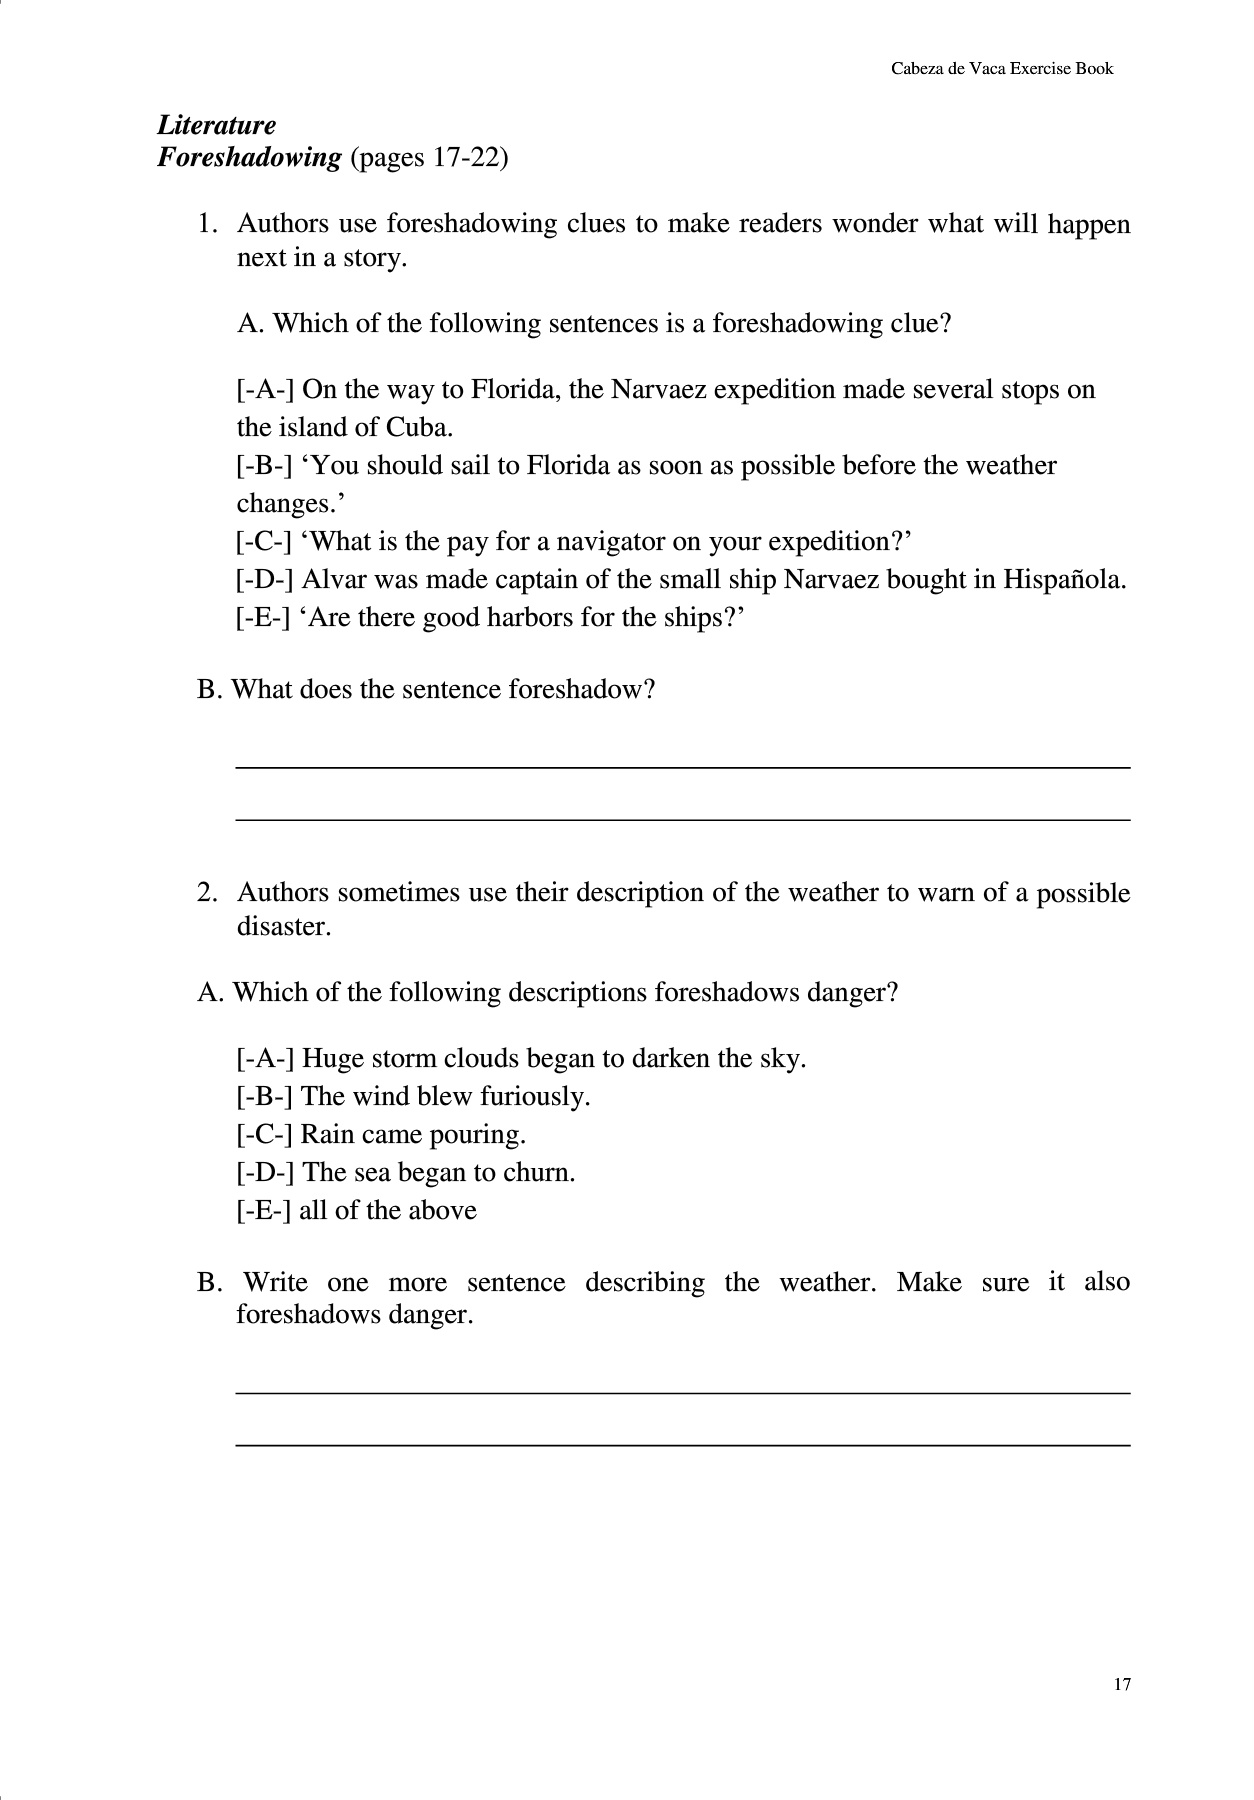 Cabeza de Vaca Exercise Book
Literature
Foreshadowing (pages 17-22)
1. Authors use foreshadowing clues to make readers wonder what will happen
next in a story.
A. Which of the following sentences is a foreshadowing clue?
[-A-] On the way to Florida, the Narvaez expedition made several stops on
the island of Cuba.
[-B-] ‘You should sail to Florida as soon as possible before the weather
changes.’
[-C-] ‘What is the pay for a navigator on your expedition?’
[-D-] Alvar was made captain of the small ship Narvaez bought in Hispañola.
[-E-] ‘Are there good harbors for the ships?’
B. What does the sentence foreshadow?
2. Authors sometimes use their description of the weather to warn of a possible
disaster.
A. Which of the following descriptions foreshadows danger?
[-A-] Huge storm clouds began to darken the sky.
[-B-] The wind blew furiously.
[-C-] Rain came pouring.
[-D-] The sea began to churn.
[-E-] all of the above
B. Write one more sentence describing the weather. Make sure it also
foreshadows danger.
17